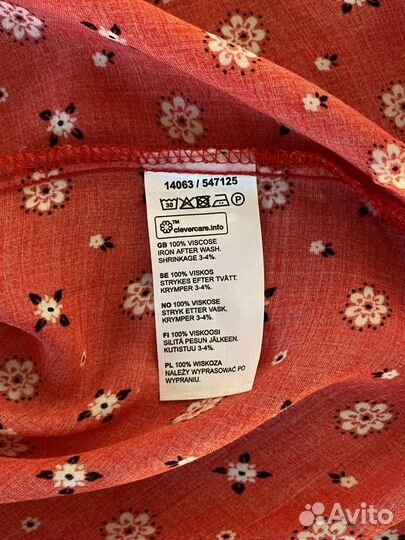 14063 / 547125
30 P
TM
clevercare.info
GB 100% VISCOSE
IRON AFTER WASH.
SHRINKAGE 3-4%.
SE 100% VISKOS
STRYKES EFTER TVÄTT.
KRYMPER 3-4%.
NO 100% VISKOSE
STRYK ETTER VASK.
KRYMPER 3-4%.
FI 100% VISKOOSI
SILITÄ PESUN JÄLKEEN.
KUTISTUU 3-4%.
PL 100% WISKOZA
NALEŻY WYPRASOWAĆ PO
WYPRANIU.
Avito